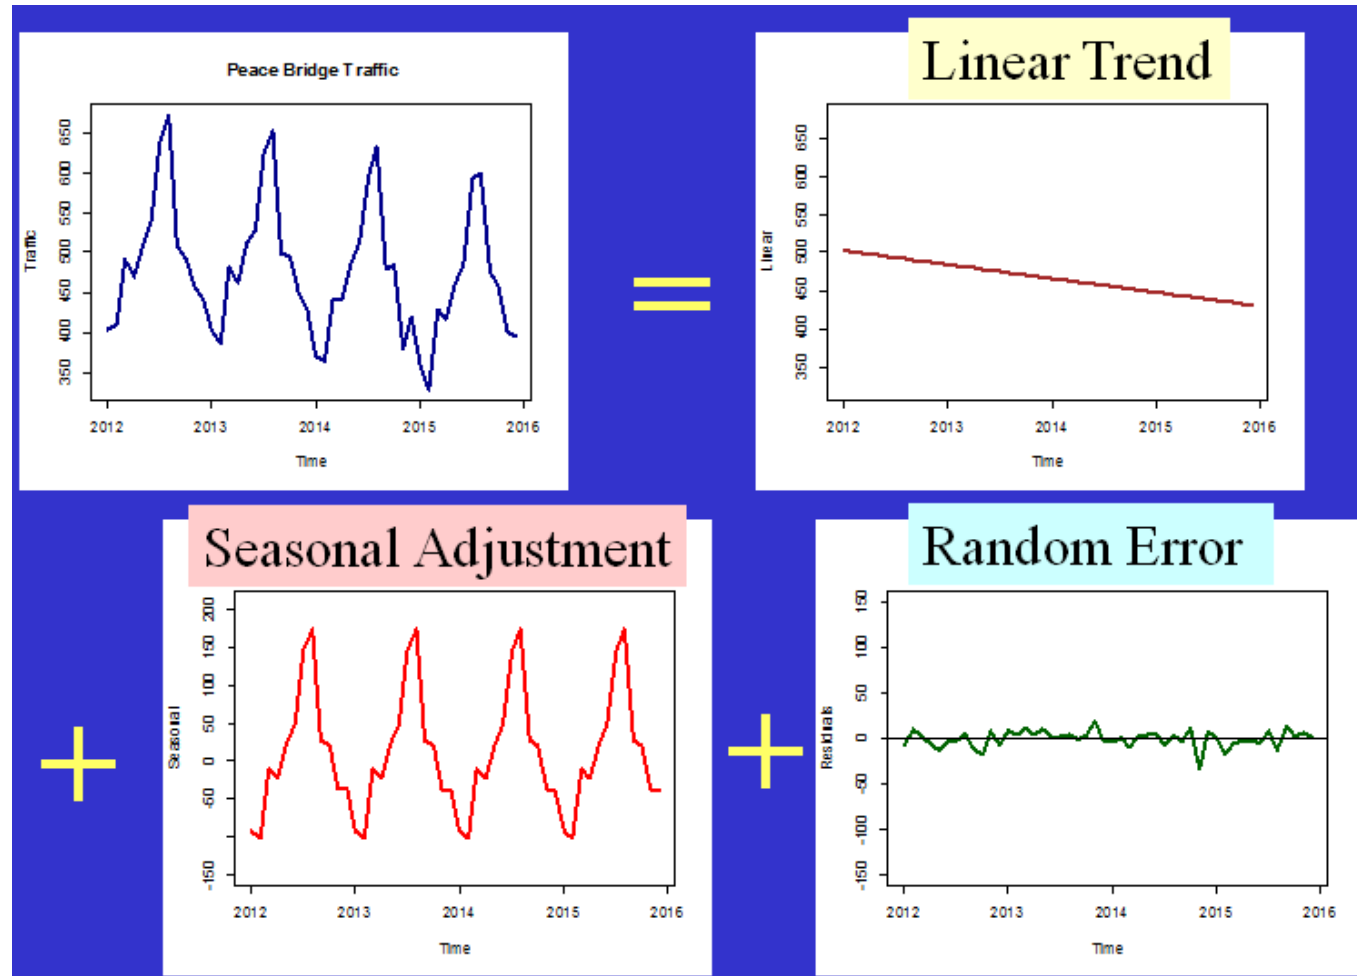 Peace Bridge Traffic
Traffic
650
600
550
500
450
400
350
2012 2013 2014 2015 2016
Time
=
Linear Trend
Linear
650
600
550
500
450
400
350
2012 2013 2014 2015 2016
Time
+
Seasonal Adjustment
Seasonal
200
150
100
50
0
-50
-150
2012 2013 2014 2015 2016
Time
+
Random Error
Residuals
150
100
50
0
-50
-100
-150
2012 2013 2014 2015 2016
Time